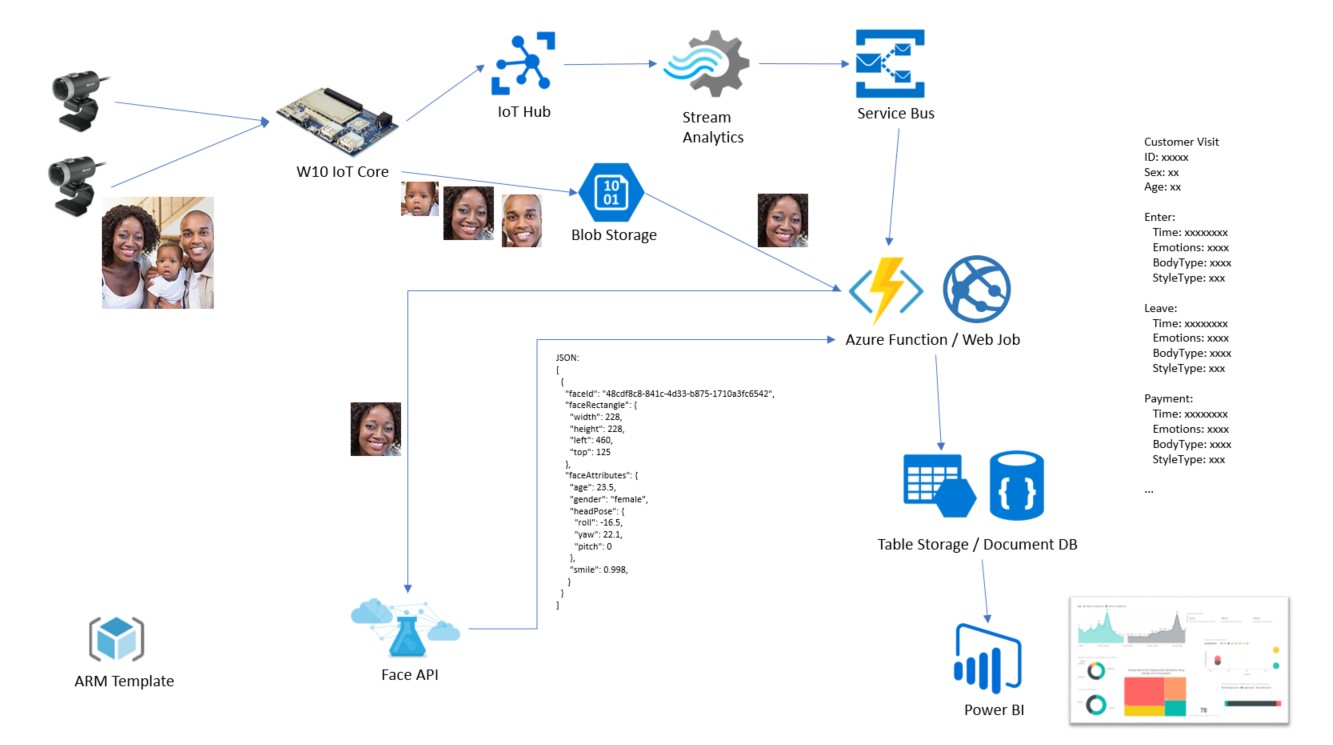 IoT Hub
Stream
Analytics
Service Bus
W10 IoT Core
10
01
Blob Storage
Customer Visit
ID: xxxxx
Sex: xx
Age: xx
Enter:
Time: xxxxxxxx
Emotions: xxxx
BodyType: xxxx
StyleType: xxx
Leave:
Time: xxxxxxxx
Emotions: xxxx
BodyType: xxxx
StyleType: xxx
Payment:
Time: xxxxxxxx
Emotions: xxxx
BodyType: xxxx
StyleType: xxx
...
Azure Function / Web Job
JSON:
[
{
"faceId": "48cdf8c8-841c-4d33-b875-1710a3fc6542",
"faceRectangle": {
"width": 228,
"height": 228,
"left": 460,
"top": 125
},
"faceAttributes": {
"age": 23.5,
"gender": "female",
"headPose": {
"roll": -16.5,
"yaw": 22.1,
"pitch": 0
},
"smile": 0.998,
}
}
]
{ }
Table Storage / Document DB
ARM Template
Face API
Power BI
78